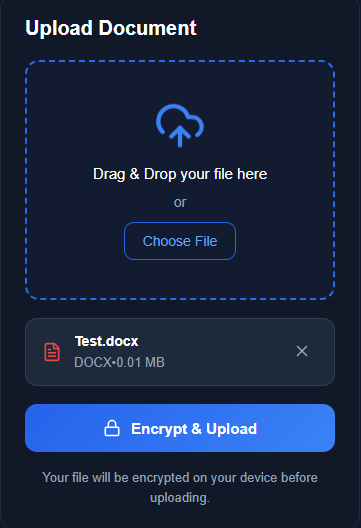 Upload Document
Drag & Drop your file here
or
Choose File
Test.docx
DOCX•0.01 MB
Encrypt & Upload
Your file will be encrypted on your device before
uploading.